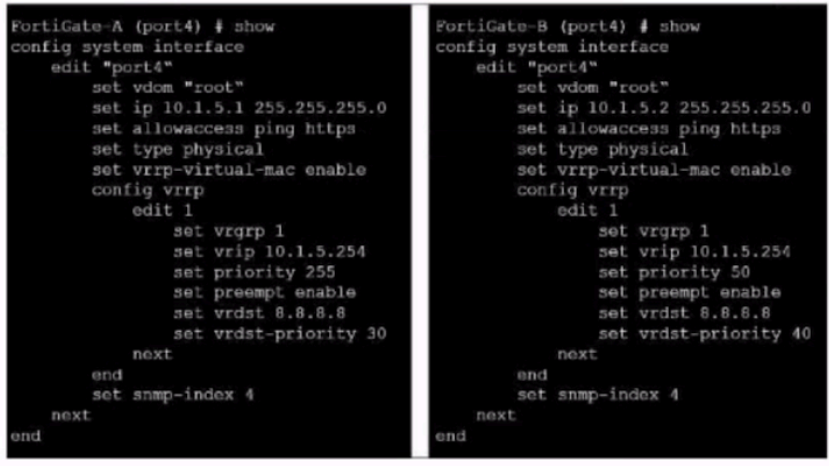 FortiGate-A (port4) # show
config system interface
edit "port4"
set vdom "root"
set ip 10.1.5.1 255.255.255.0
set allowaccess ping https
set type physical
set vrrp-virtual-mac enable
config vrrp
edit 1
set vrgrp 1
set vrip 10.1.5.254
set priority 255
set preempt enable
set vrdst 8.8.8.8
set vrdst-priority 30
next
end
set snmp-index 4
next
end
FortiGate-B (port4) # show
config system interface
edit "port4"
set vdom "root"
set ip 10.1.5.2 255.255.255.0
set allowaccess ping https
set type physical
set vrrp-virtual-mac enable
config vrrp
edit 1
set vrgrp 1
set vrip 10.1.5.254
set priority 50
set preempt enable
set vrdst 8.8.8.8
set vrdst-priority 40
next
end
set snmp-index 4
next
end